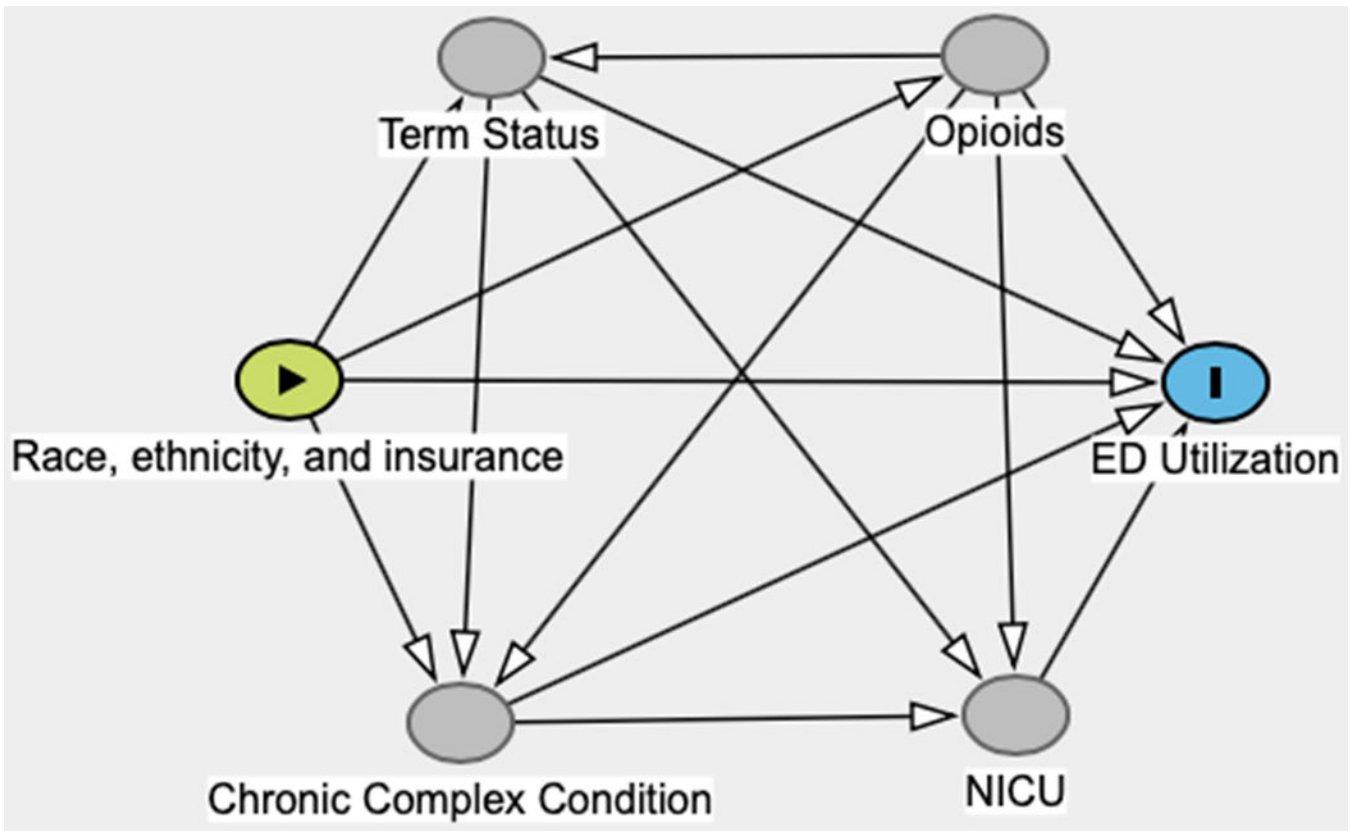 Term Status
Opioids
Race, ethnicity, and insurance
ED Utilization
Chronic Complex Condition
NICU